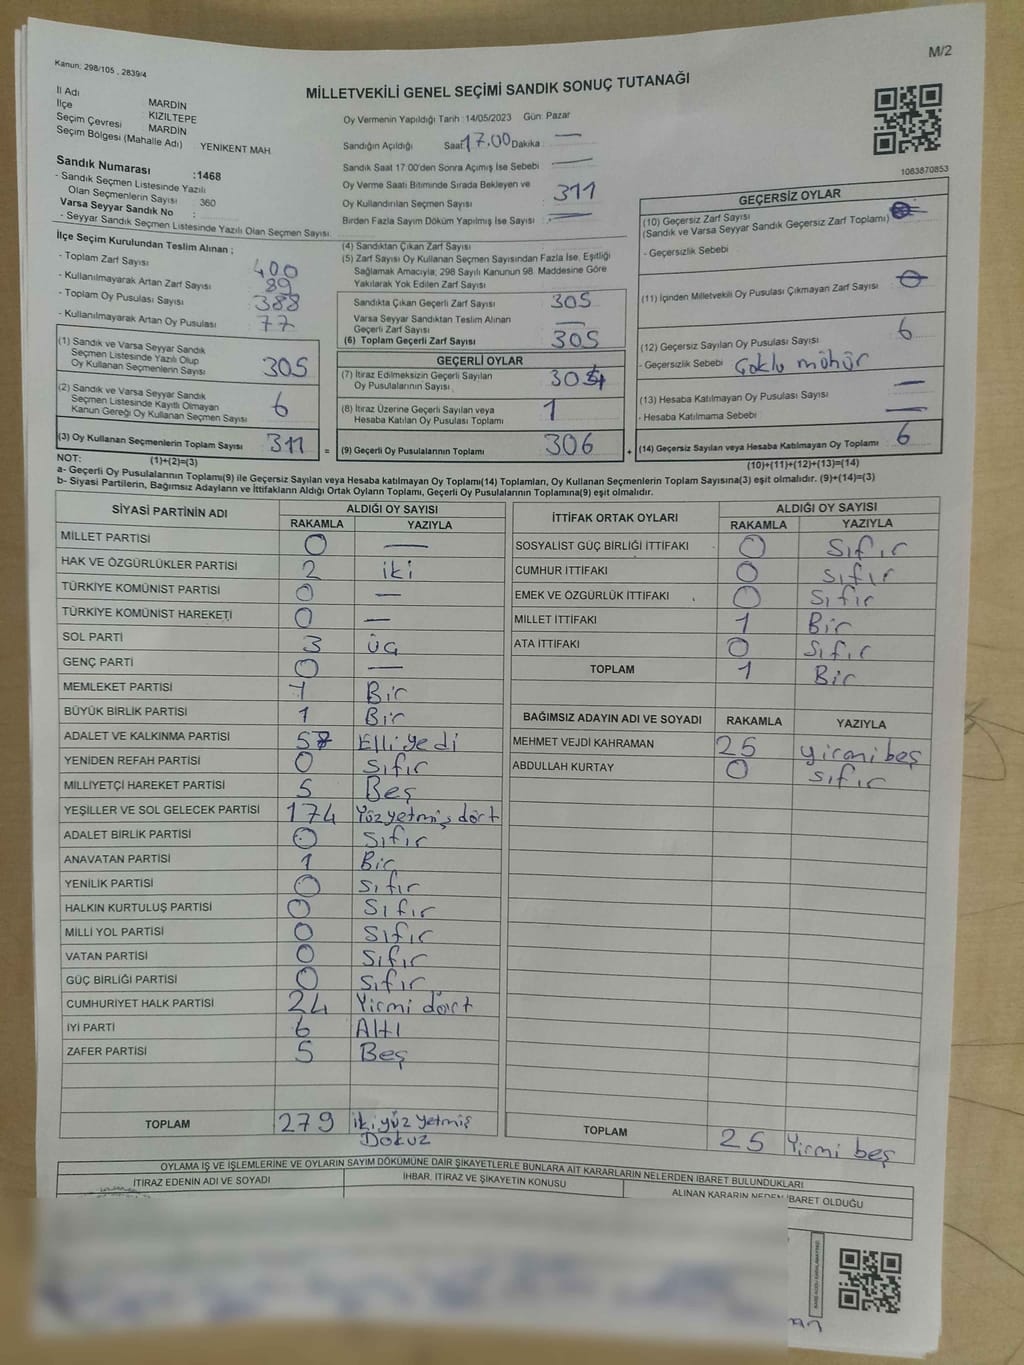 M/2
Kanun: 298/105 , 2839/4
MİLLETVEKİLİ GENEL SEÇİMİ SANDIK SONUÇ TUTANAĞI
İl Adı MARDİN
İlçe KIZILTEPE
Seçim Çevresi MARDİN
Seçim Bölgesi (Mahalle Adı) YENİKENT MAH.
Sandık Numarası :1468
- Sandık Seçmen Listesinde Yazılı
Olan Seçmenlerin Sayısı 360
Varsa Seyyar Sandık No :
- Seyyar Sandık Seçmen Listesinde Yazılı Olan Seçmen Sayısı:
İlçe Seçim Kurulundan Teslim Alınan ;
- Toplam Zarf Sayısı 400
- Kullanılmayarak Artan Zarf Sayısı 89
- Toplam Oy Pusulası Sayısı 388
- Kullanılmayarak Artan Oy Pusulası 77
(1) Sandık ve Varsa Seyyar Sandık
Seçmen Listesinde Yazılı Olup
Oy Kullanan Seçmenlerin Sayısı 305
(2) Sandık ve Varsa Seyyar Sandık
Seçmen Listesinde Kayıtlı Olmayan
Kanun Gereği Oy Kullanan Seçmen Sayısı 6
(3) Oy Kullanan Seçmenlerin Toplam Sayısı 311 =
(1)+(2)=(3)
Oy Vermenin Yapıldığı Tarih : 14/05/2023 Gün: Pazar
Sandığın Açıldığı Saat 17.00 Dakika —
Sandık Saat 17:00'den Sonra Açımış İse Sebebi —
Oy Verme Saati Bitiminde Sırada Bekleyen ve
Oy Kullandırılan Seçmen Sayısı 311
Birden Fazla Sayım Döküm Yapılmış İse Sayısı : —
(4) Sandıktan Çıkan Zarf Sayısı
(5) Zarf Sayısı Oy Kullanan Seçmen Sayısından Fazla İse, Eşitliği
Sağlamak Amacıyla; 298 Sayılı Kanunun 98. Maddesine Göre
Yakılarak Yok Edilen Zarf Sayısı
Sandıkta Çıkan Geçerli Zarf Sayısı 305
Varsa Seyyar Sandıktan Teslim Alınan
Geçerli Zarf Sayısı —
(6) Toplam Geçerli Zarf Sayısı 305
GEÇERLİ OYLAR
(7) İtiraz Edilmeksizin Geçerli Sayılan
Oy Pusulalarının Sayısı
(8) İtiraz Üzerine Geçerli Sayılan veya
Hesaba Katılan Oy Pusulası Toplamı 1
(9) Geçerli Oy Pusulalarının Toplamı 306 +
1083870853
GEÇERSİZ OYLAR
(10) Geçersiz Zarf Sayısı
(Sandık ve Varsa Seyyar Sandık Geçersiz Zarf Toplamı)
- Geçersizlik Sebebi
(11) İçinden Milletvekili Oy Pusulası Çıkmayan Zarf Sayısı 0
(12) Geçersiz Sayılan Oy Pusulası Sayısı 6
- Geçersizlik Sebebi Çoklu mühür
(13) Hesaba Katılmayan Oy Pusulası Sayısı —
- Hesaba Katılmama Sebebi —
(14) Geçersiz Sayılan veya Hesaba Katılmayan Oy Toplamı 6
(10)+(11)+(12)+(13)=(14)
NOT:
a- Geçerli Oy Pusulalarının Toplamı(9) ile Geçersiz Sayılan veya Hesaba Katılmayan Oy Toplamı(14) Toplamları, Oy Kullanan Seçmenlerin Toplam Sayısına(3) eşit olmalıdır. (9)+(14)=(3)
b- Siyasi Partilerin, Bağımsız Adayların ve İttifakların Aldığı Ortak Oyların Toplamı, Geçerli Oy Pusulalarının Toplamına(9) eşit olmalıdır.
SİYASİ PARTİNİN ADI ALDIĞI OY SAYISI
RAKAMLA YAZIYLA
MİLLET PARTİSİ 0 —
HAK VE ÖZGÜRLÜKLER PARTİSİ 2 iki
TÜRKİYE KOMÜNİST PARTİSİ 0 —
TÜRKİYE KOMÜNİST HAREKETİ 0 —
SOL PARTİ 3 üç
GENÇ PARTİ 0 —
MEMLEKET PARTİSİ 1 Bir
BÜYÜK BİRLİK PARTİSİ 1 Bir
ADALET VE KALKINMA PARTİSİ 57 Elli yedi
YENİDEN REFAH PARTİSİ 0 sıfır
MİLLİYETÇİ HAREKET PARTİSİ 5 Beş
YEŞİLLER VE SOL GELECEK PARTİSİ 174 Yüzyetmiş dört
ADALET BİRLİK PARTİSİ 0 Sıfır
ANAVATAN PARTİSİ 1 Bir
YENİLİK PARTİSİ 0 sıfır
HALKIN KURTULUŞ PARTİSİ 0 Sıfır
MİLLİ YOL PARTİSİ 0 Sıfır
VATAN PARTİSİ 0 Sıfır
GÜÇ BİRLİĞİ PARTİSİ 0 Sıfır
CUMHURİYET HALK PARTİSİ 24 Yirmi dört
İYİ PARTİ 6 Altı
ZAFER PARTİSİ 5 Beş
TOPLAM 279 iki yüz yetmiş
Dokuz
İTTİFAK ORTAK OYLARI ALDIĞI OY SAYISI
RAKAMLA YAZIYLA
SOSYALİST GÜÇ BİRLİĞİ İTTİFAKI 0 Sıfır
CUMHUR İTTİFAKI 0 sıfır
EMEK VE ÖZGÜRLÜK İTTİFAKI 0 Sıfır
MİLLET İTTİFAKI 1 Bir
ATA İTTİFAKI 0 Sıfır
TOPLAM 1 Bir
BAĞIMSIZ ADAYIN ADI VE SOYADI RAKAMLA YAZIYLA
MEHMET VEJDİ KAHRAMAN 25 yirmi beş
ABDULLAH KURTAY 0 sıfır
TOPLAM 25 Yirmi beş
OYLAMA İŞ VE İŞLEMLERİNE VE OYLARIN SAYIM DÖKÜMÜNE DAİR ŞİKAYETLERLE BUNLARA AİT KARARLARIN NELERDEN İBARET BULUNDUKLARI
İTİRAZ EDENİN ADI VE SOYADI İHBAR, İTİRAZ VE ŞİKAYETİN KONUSU ALINAN KARARIN NEDEN İBARET OLDUĞU